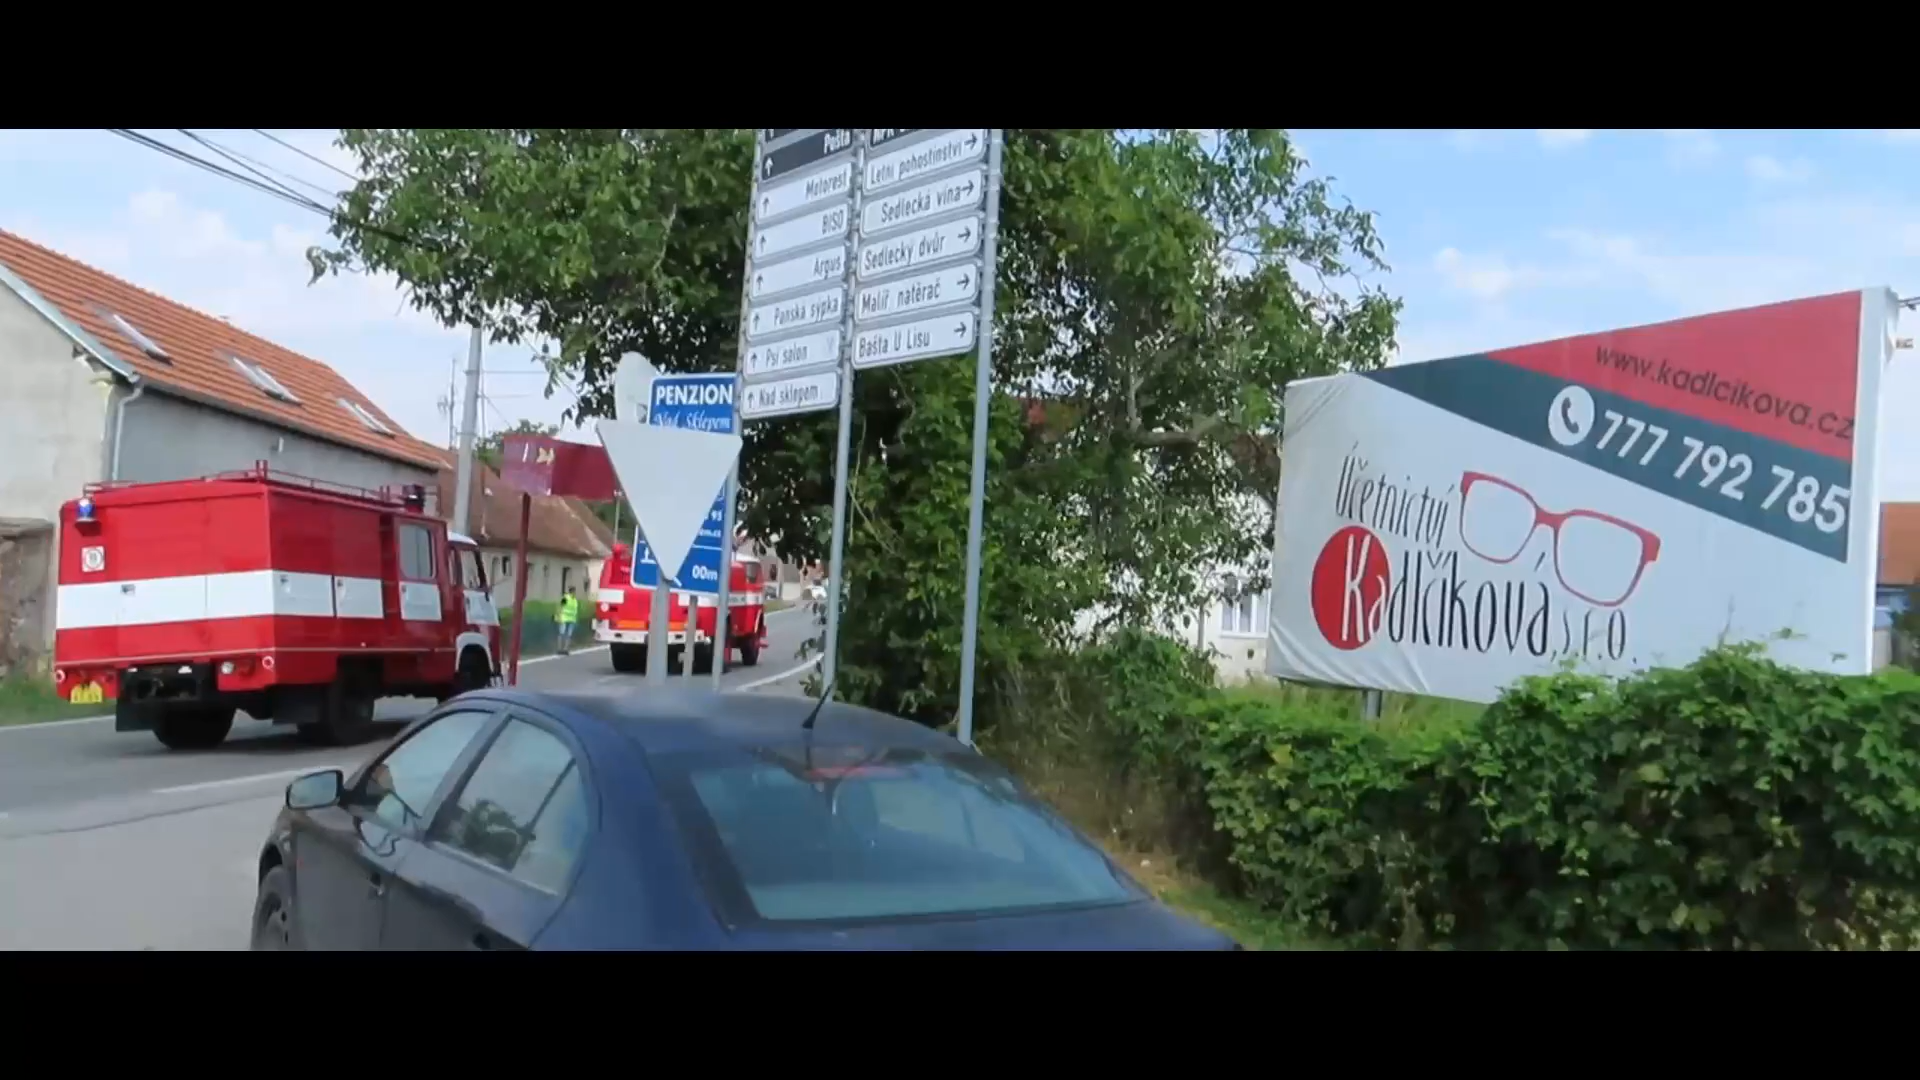 Pošta
Motorest
BISO
Argus
Panská sýpka
Psí salon
Nad sklepem
Letní pohostinství
Sedlecká vína
Sedlecký dvůr
Malíř natěrač
Bašta U Lisu
PENZION
Nad Sklepem
00m
www.kadlcikova.cz
777 792 785
Účetnictví
Kadlčíková, s.r.o.